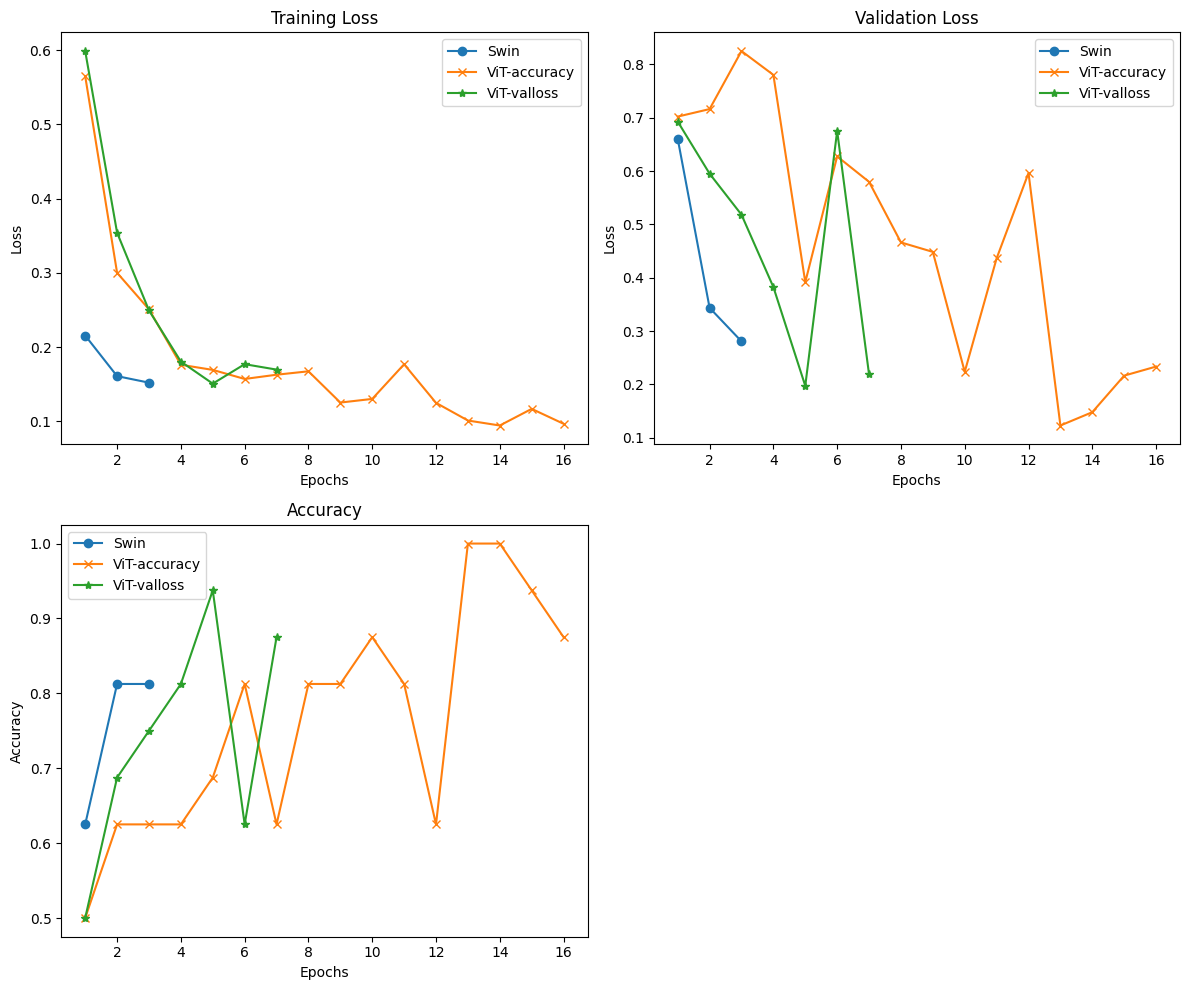 Training Loss
Loss
0.6
0.5
0.4
0.3
0.2
0.1
Swin
ViT-accuracy
ViT-valloss
2 4 6 8 10 12 14 16
Epochs
Validation Loss
Loss
0.8
0.7
0.6
0.5
0.4
0.3
0.2
0.1
Swin
ViT-accuracy
ViT-valloss
2 4 6 8 10 12 14 16
Epochs
Accuracy
Accuracy
1.0
0.9
0.8
0.7
0.6
0.5
Swin
ViT-accuracy
ViT-valloss
2 4 6 8 10 12 14 16
Epochs